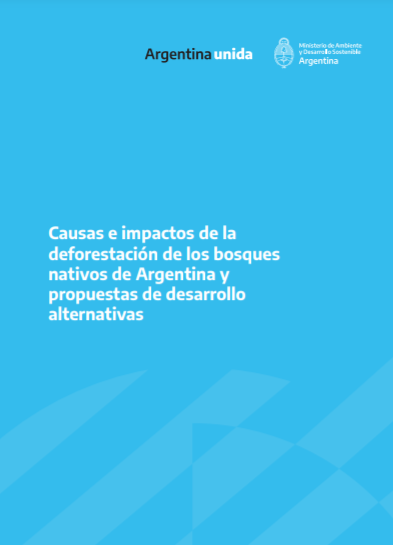 Argentina unida
Ministerio de Ambiente
y Desarrollo Sostenible
Argentina
Causas e impactos de la
deforestación de los bosques
nativos de Argentina y
propuestas de desarrollo
alternativas